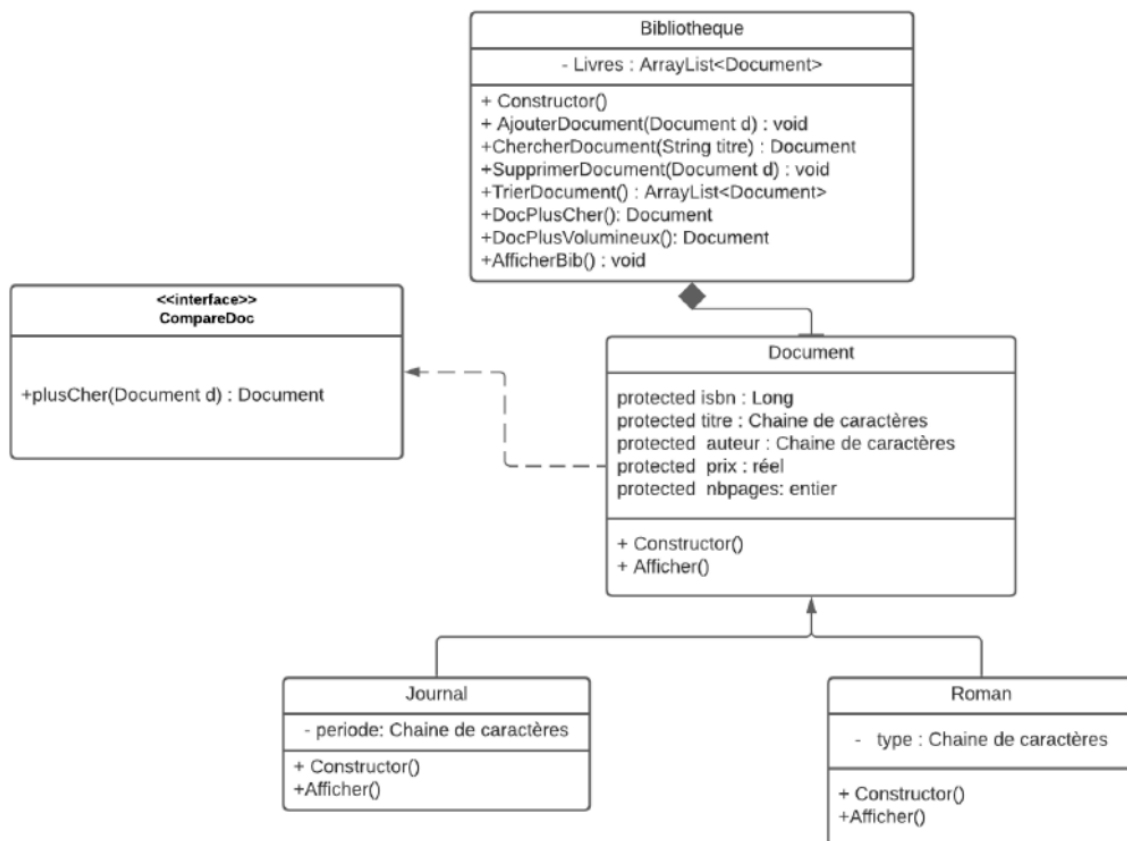 Bibliotheque
- Livres : ArrayList<Document>
+ Constructor()
+ AjouterDocument(Document d) : void
+ChercherDocument(String titre) : Document
+SupprimerDocument(Document d) : void
+TrierDocument() : ArrayList<Document>
+DocPlusCher(): Document
+DocPlusVolumineux(): Document
+AfficherBib() : void
<<interface>>
CompareDoc
+plusCher(Document d) : Document
Document
protected isbn : Long
protected titre : Chaine de caractères
protected auteur : Chaine de caractères
protected prix : réel
protected nbpages: entier
+ Constructor()
+ Afficher()
Journal
- periode: Chaine de caractères
+ Constructor()
+Afficher()
Roman
- type : Chaine de caractères
+ Constructor()
+Afficher()